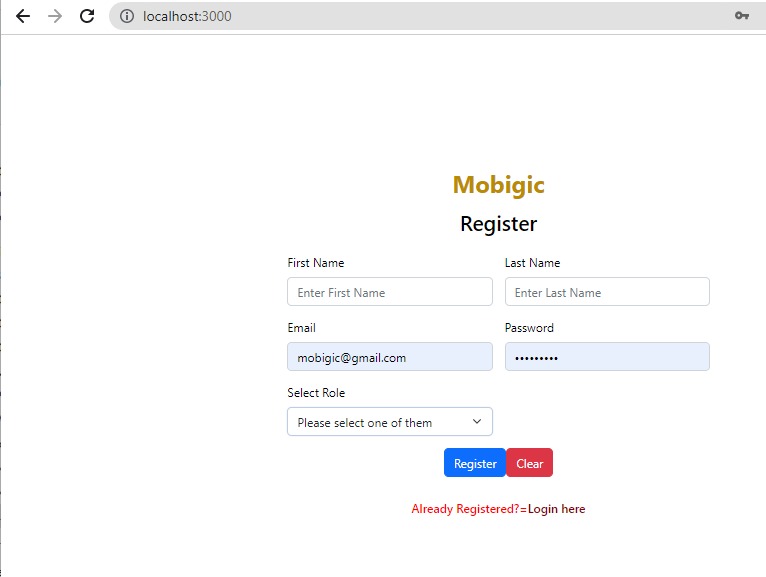 localhost:3000
Mobigic
Register
First Name Last Name
Enter First Name Enter Last Name
Email Password
mobigic@gmail.com •••••••••
Select Role
Please select one of them
Register Clear
Already Registered?=Login here